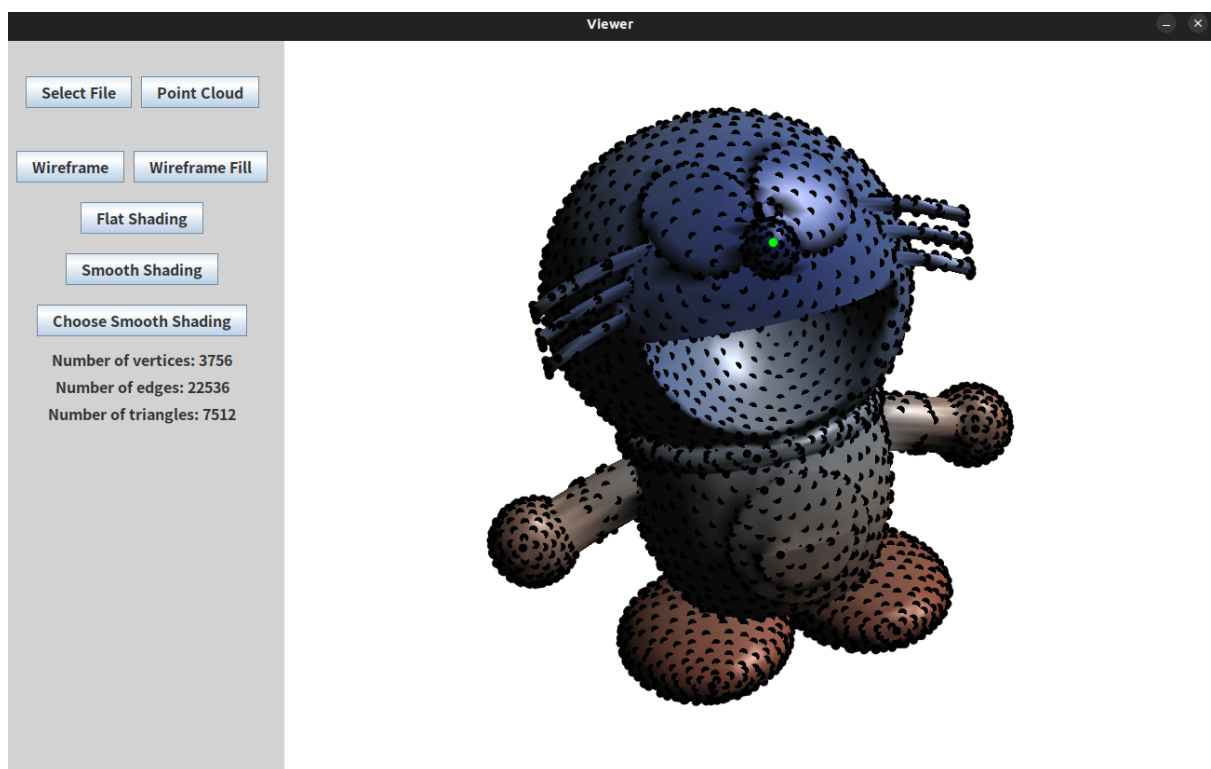 Viewer
Select File Point Cloud
Wireframe Wireframe Fill
Flat Shading
Smooth Shading
Choose Smooth Shading
Number of vertices: 3756
Number of edges: 22536
Number of triangles: 7512